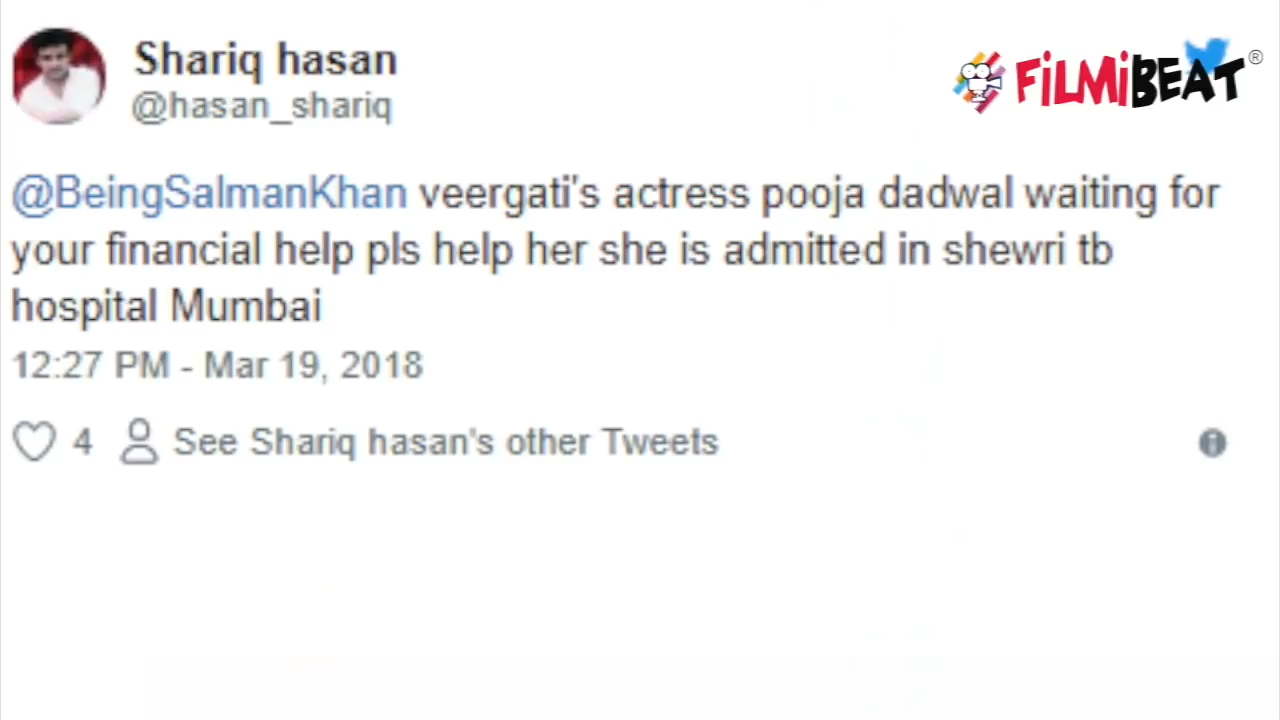 Shariq hasan
@hasan_shariq
FiLMiBEAT®
@BeingSalmanKhan veergati's actress pooja dadwal waiting for
your financial help pls help her she is admitted in shewri tb
hospital Mumbai
12:27 PM - Mar 19, 2018
4 See Shariq hasan's other Tweets